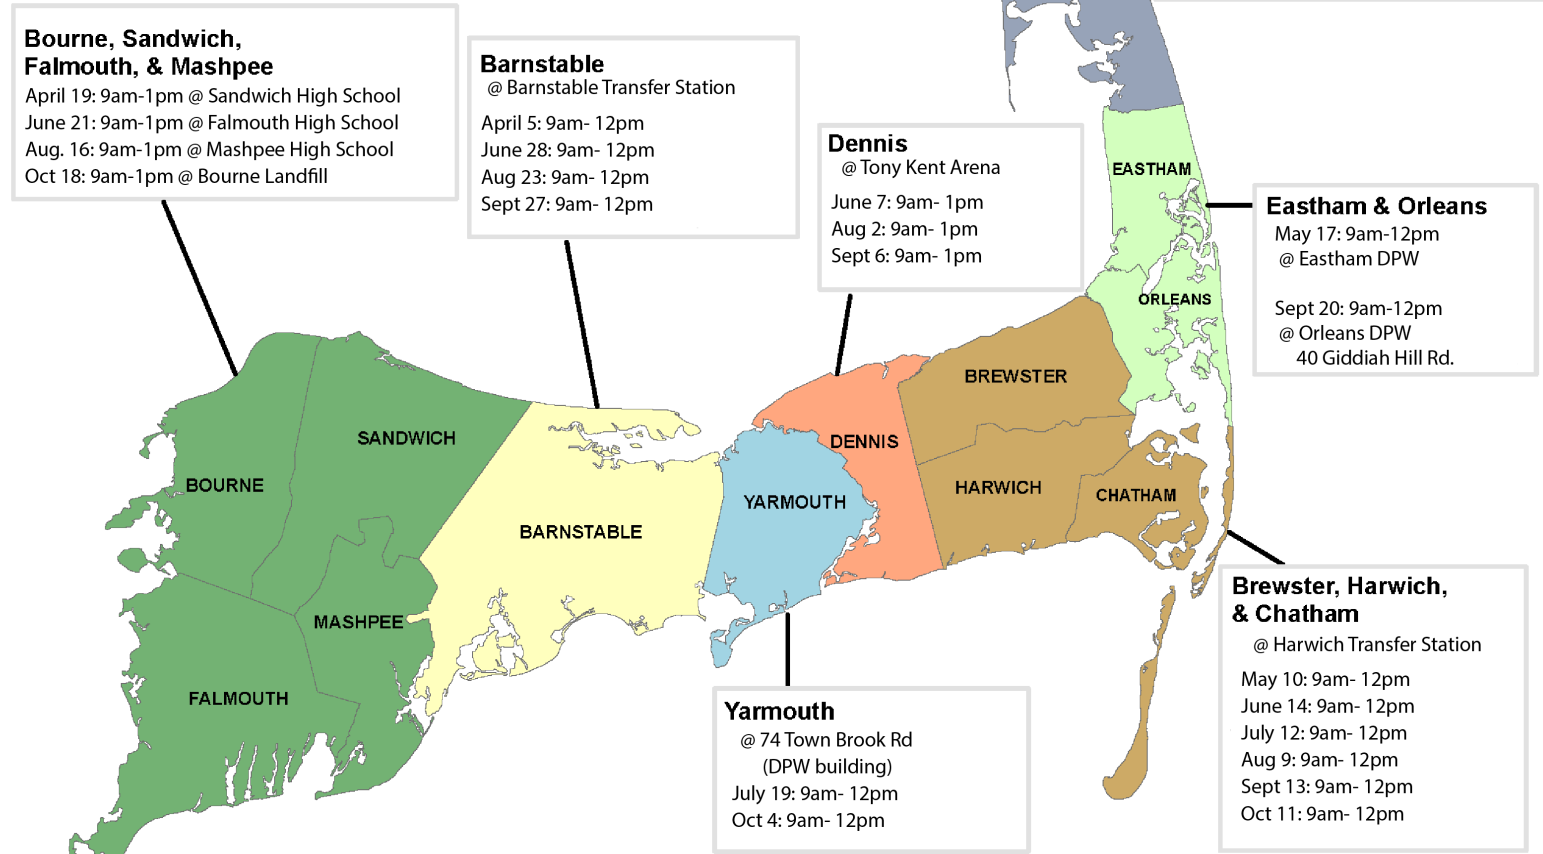 Bourne, Sandwich,
Falmouth, & Mashpee
April 19: 9am-1pm @ Sandwich High School
June 21: 9am-1pm @ Falmouth High School
Aug. 16: 9am-1pm @ Mashpee High School
Oct 18: 9am-1pm @ Bourne Landfill
Barnstable
@ Barnstable Transfer Station
April 5: 9am- 12pm
June 28: 9am- 12pm
Aug 23: 9am- 12pm
Sept 27: 9am- 12pm
Dennis
@ Tony Kent Arena
June 7: 9am- 1pm
Aug 2: 9am- 1pm
Sept 6: 9am- 1pm
Eastham & Orleans
May 17: 9am-12pm
@ Eastham DPW
Sept 20: 9am-12pm
@ Orleans DPW
40 Giddiah Hill Rd.
EASTHAM
ORLEANS
BREWSTER
SANDWICH
DENNIS
BOURNE
HARWICH
CHATHAM
YARMOUTH
BARNSTABLE
MASHPEE
FALMOUTH
Brewster, Harwich,
& Chatham
@ Harwich Transfer Station
May 10: 9am- 12pm
June 14: 9am- 12pm
July 12: 9am- 12pm
Aug 9: 9am- 12pm
Sept 13: 9am- 12pm
Oct 11: 9am- 12pm
Yarmouth
@ 74 Town Brook Rd
(DPW building)
July 19: 9am- 12pm
Oct 4: 9am- 12pm